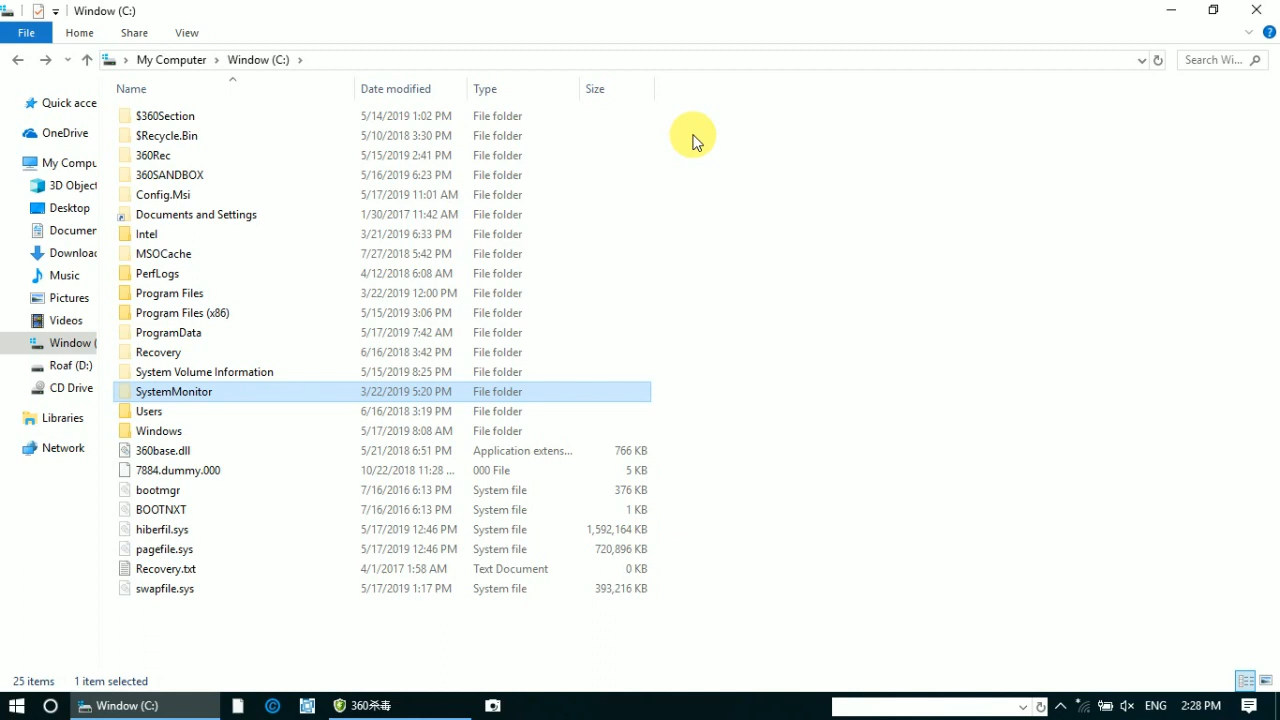 Window (C:)
File Home Share View
My Computer Window (C:) Search Wi...
Name Date modified Type Size
$360Section 5/14/2019 1:02 PM File folder
$Recycle.Bin 5/10/2018 3:30 PM File folder
360Rec 5/15/2019 2:41 PM File folder
360SANDBOX 5/16/2019 6:23 PM File folder
Config.Msi 5/17/2019 11:01 AM File folder
Documents and Settings 1/30/2017 11:42 AM File folder
Intel 3/21/2019 6:33 PM File folder
MSOCache 7/27/2018 5:42 PM File folder
PerfLogs 4/12/2018 6:08 AM File folder
Program Files 3/22/2019 12:00 PM File folder
Program Files (x86) 5/15/2019 3:06 PM File folder
ProgramData 5/17/2019 7:42 AM File folder
Recovery 6/16/2018 3:42 PM File folder
System Volume Information 5/15/2019 8:25 PM File folder
SystemMonitor 3/22/2019 5:20 PM File folder
Users 6/16/2018 3:19 PM File folder
Windows 5/17/2019 8:08 AM File folder
360base.dll 5/21/2018 6:51 PM Application extens... 766 KB
7884.dummy.000 10/22/2018 11:28 ... 000 File 5 KB
bootmgr 7/16/2016 6:13 PM System file 376 KB
BOOTNXT 7/16/2016 6:13 PM System file 1 KB
hiberfil.sys 5/17/2019 12:46 PM System file 1,592,164 KB
pagefile.sys 5/17/2019 12:46 PM System file 720,896 KB
Recovery.txt 4/1/2017 1:58 AM Text Document 0 KB
swapfile.sys 5/17/2019 1:17 PM System file 393,216 KB
Quick acce
OneDrive
My Compu
3D Object
Desktop
Documen
Downloac
Music
Pictures
Videos
Window (
Roaf (D:)
CD Drive
Libraries
Network
25 items 1 item selected
Window (C:) 360杀毒 ENG 2:28 PM